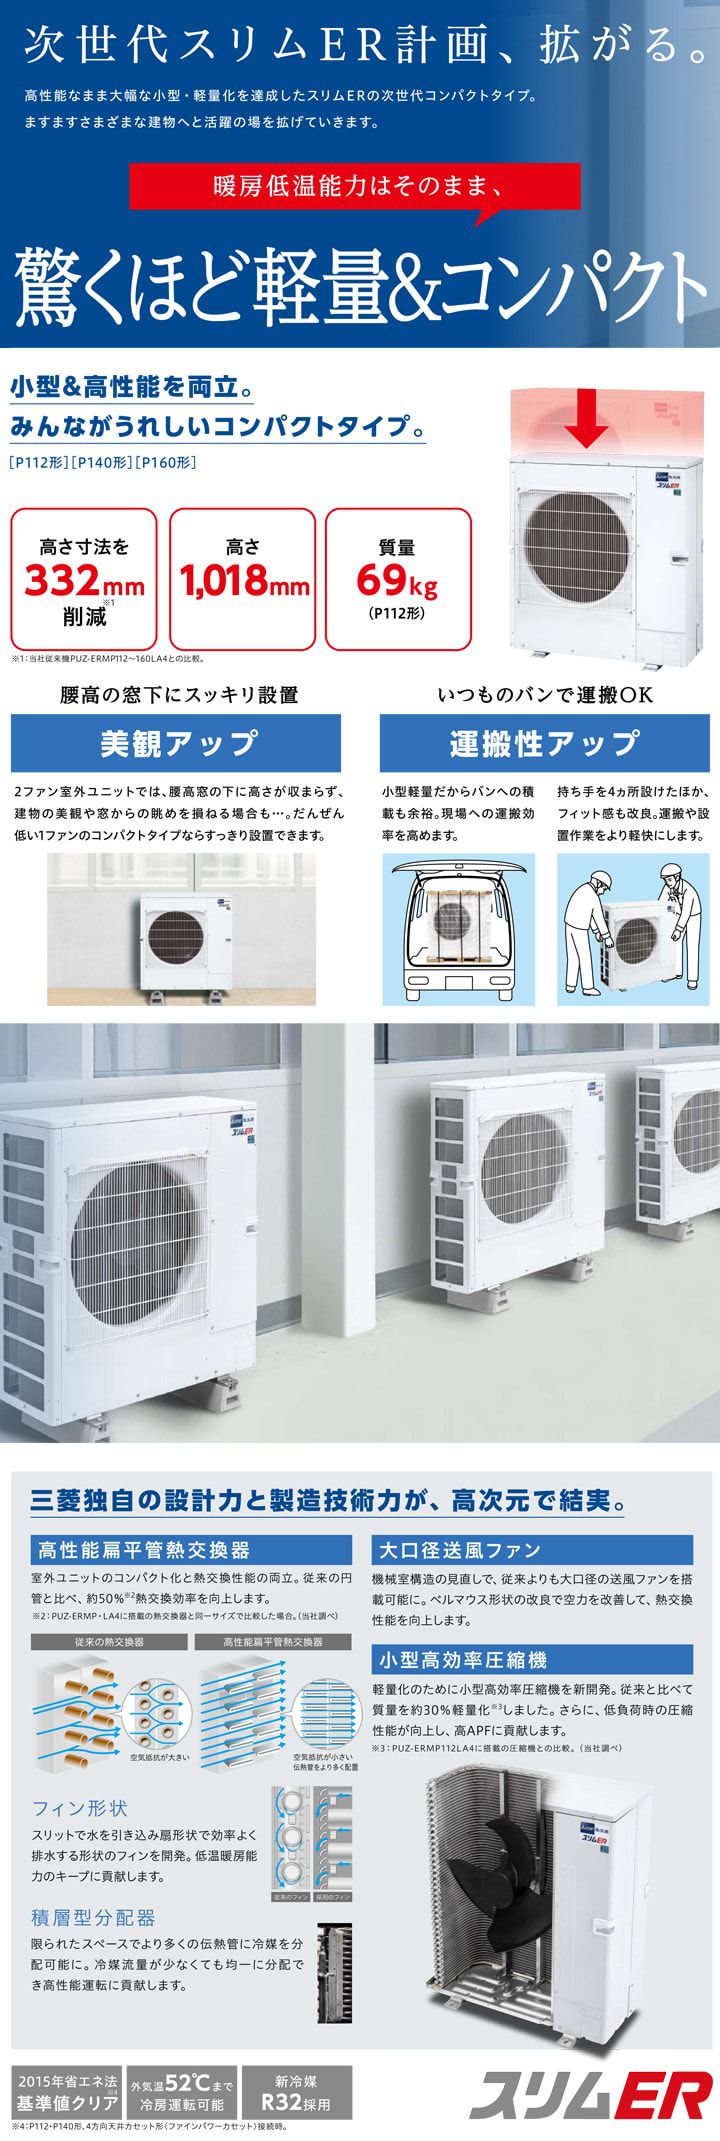 次世代スリムER計画、拡がる。
高性能なまま大幅な小型・軽量化を達成したスリムERの次世代コンパクトタイプ。
ますますさまざまな建物へと活躍の場を拡げていきます。
暖房低温能力はそのまま、
驚くほど軽量&コンパクト
小型&高性能を両立。
みんながうれしいコンパクトタイプ。
[P112形][P140形][P160形]
高さ寸法を
332mm
削減※1
高さ
1,018mm
質量
69kg
(P112形)
※1:当社従来機PUZ-ERMP112～160LA4との比較。
スリムER
腰高の窓下にスッキリ設置
美観アップ
2ファン室外ユニットでは、腰高窓の下に高さが収まらず、
建物の美観や窓からの眺めを損ねる場合も…。だんぜん
低い1ファンのコンパクトタイプならすっきり設置できます。
いつものバンで運搬OK
運搬性アップ
小型軽量だからバンへの積
載も余裕。現場への運搬効
率を高めます。
持ち手を4ヵ所設けたほか、
フィット感も改良。運搬や設
置作業をより軽快にします。
スリムER
スリムER
三菱独自の設計力と製造技術力が、高次元で結実。
高性能扁平管熱交換器
室外ユニットのコンパクト化と熱交換性能の両立。従来の円
管と比べ、約50%※2熱交換効率を向上します。
※2:PUZ-ERMP・LA4に搭載の熱交換器と同一サイズで比較した場合。(当社調べ)
従来の熱交換器
高性能扁平管熱交換器
空気抵抗が大きい
空気抵抗が小さい
伝熱管をより多く配置
フィン形状
スリットで水を引き込み扇形状で効率よく
排水する形状のフィンを開発。低温暖房能
力のキープに貢献します。
従来のフィン
採用のフィン
積層型分配器
限られたスペースでより多くの伝熱管に冷媒を分
配可能に。冷媒流量が少なくても均一に分配で
き高性能運転に貢献します。
大口径送風ファン
機械室構造の見直しで、従来よりも大口径の送風ファンを搭
載可能に。ベルマウス形状の改良で空力を改善して、熱交換
性能を向上します。
小型高効率圧縮機
軽量化のために小型高効率圧縮機を新開発。従来と比べて
質量を約30%軽量化※3しました。さらに、低負荷時の圧縮
性能が向上し、高APFに貢献します。
※3:PUZ-ERMP112LA4に搭載の圧縮機との比較。(当社調べ)
スリムER
2015年省エネ法
基準値クリア※4
外気温52℃まで
冷房運転可能
新冷媒
R32採用
※4:P112・P140形、4方向天井カセット形〈ファインパワーカセット〉接続時。
スリムER